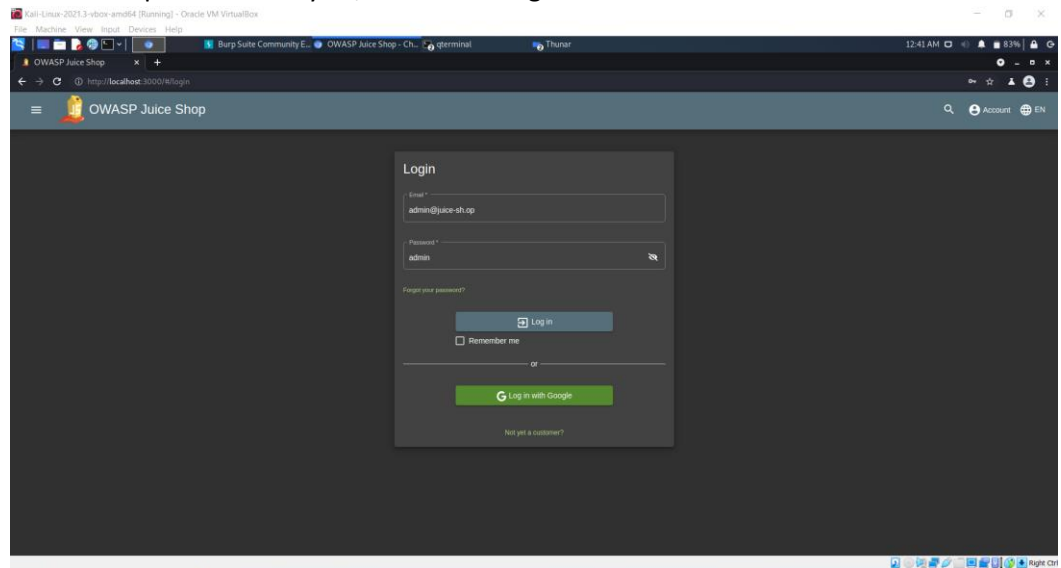 Kali-Linux-2021.3-vbox-amd64 [Running] - Oracle VM VirtualBox
File Machine View Input Devices Help
Burp Suite Community E... OWASP Juice Shop - Ch... qterminal Thunar 12:41 AM 83%
OWASP Juice Shop
http://localhost:3000/#/login
OWASP Juice Shop Account EN
Login
Email *
admin@juice-sh.op
Password *
admin
Forgot your password?
Log in
Remember me
or
G Log in with Google
Not yet a customer?
Right Ctrl